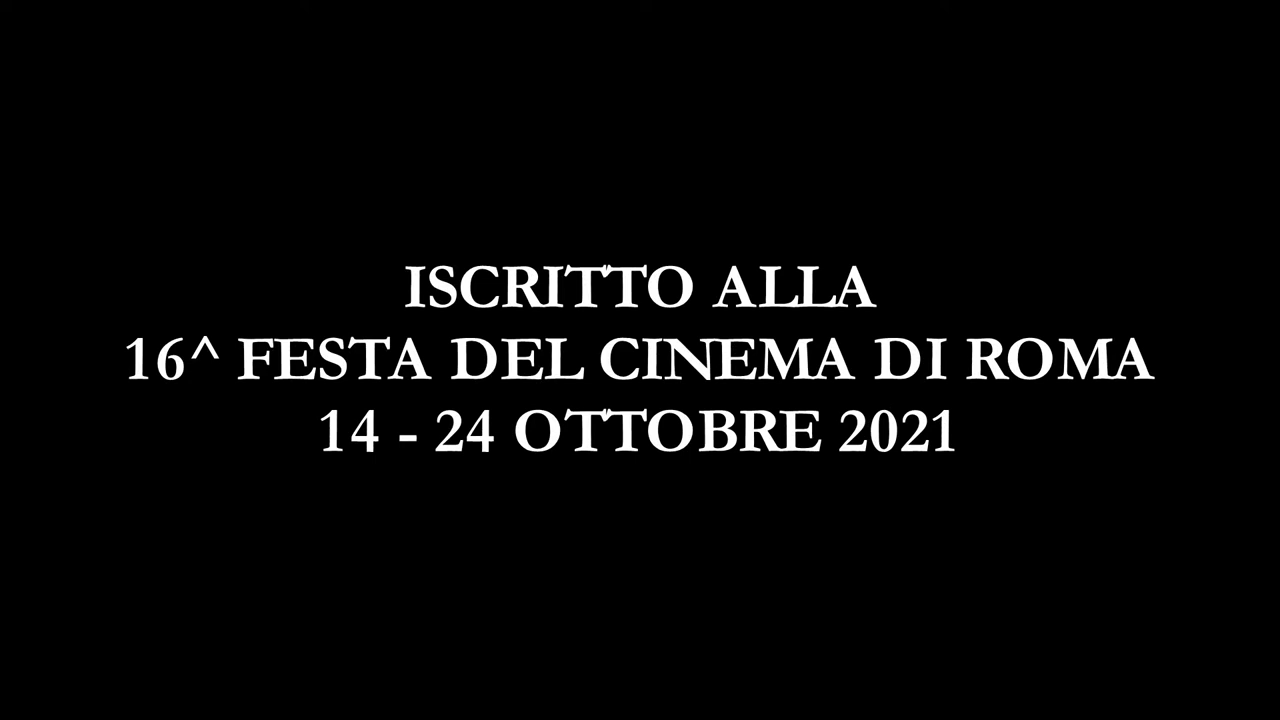 ISCRITTO ALLA
16^ FESTA DEL CINEMA DI ROMA
14 - 24 OTTOBRE 2021